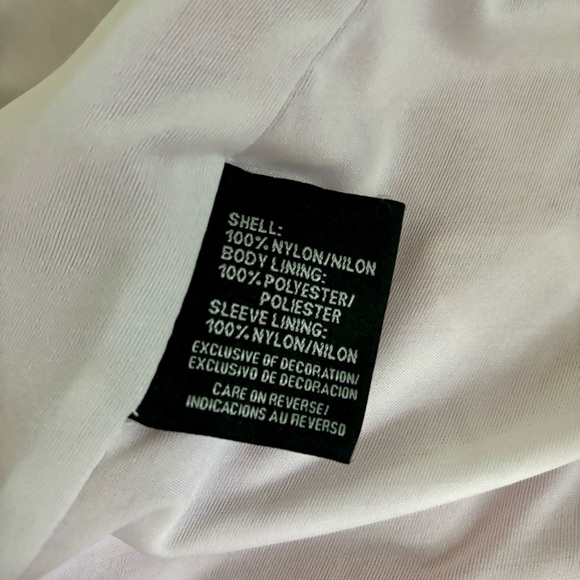 SHELL:
100% NYLON/NILON
BODY LINING:
100% POLYESTER/
POLIESTER
SLEEVE LINING:
100% NYLON/NILON
EXCLUSIVE OF DECORATION/
EXCLUSIVO DE DECORACION
CARE ON REVERSE/
INDICACIONS AU REVERSO